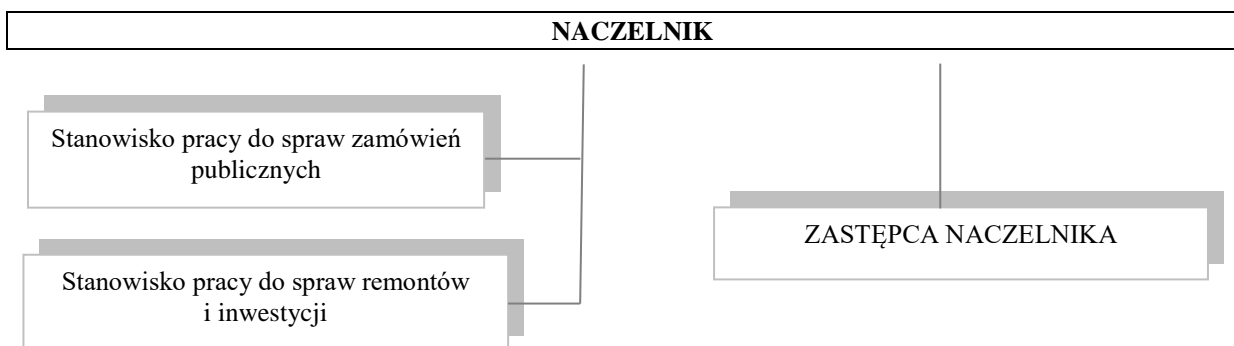 NACZELNIK
Stanowisko pracy do spraw zamówień
publicznych
ZASTĘPCA NACZELNIKA
Stanowisko pracy do spraw remontów
i inwestycji